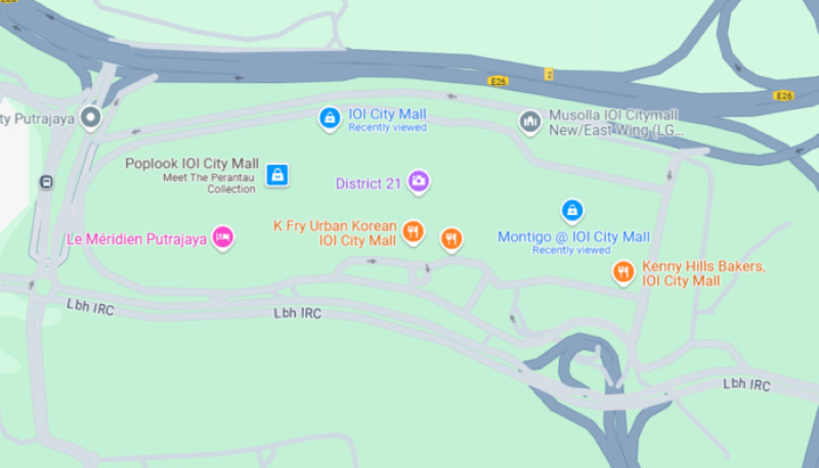 E26
2
E26
ty Putrajaya
IOI City Mall
Recently viewed
Musolla IOI Citymall
New/East Wing (LG...
Poplook IOI City Mall
Meet The Perantau
Collection
District 21
Le Méridien Putrajaya
K Fry Urban Korean
IOI City Mall
Montigo @ IOI City Mall
Recently viewed
Kenny Hills Bakers,
IOI City Mall
Lbh IRC
Lbh IRC
Lbh IRC